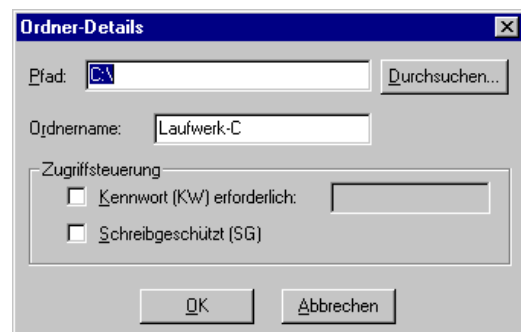 Ordner-Details
Pfad: C:\ Durchsuchen...
Ordnername: Laufwerk-C
Zugriffsteuerung
Kennwort (KW) erforderlich:
Schreibgeschützt (SG)
OK Abbrechen